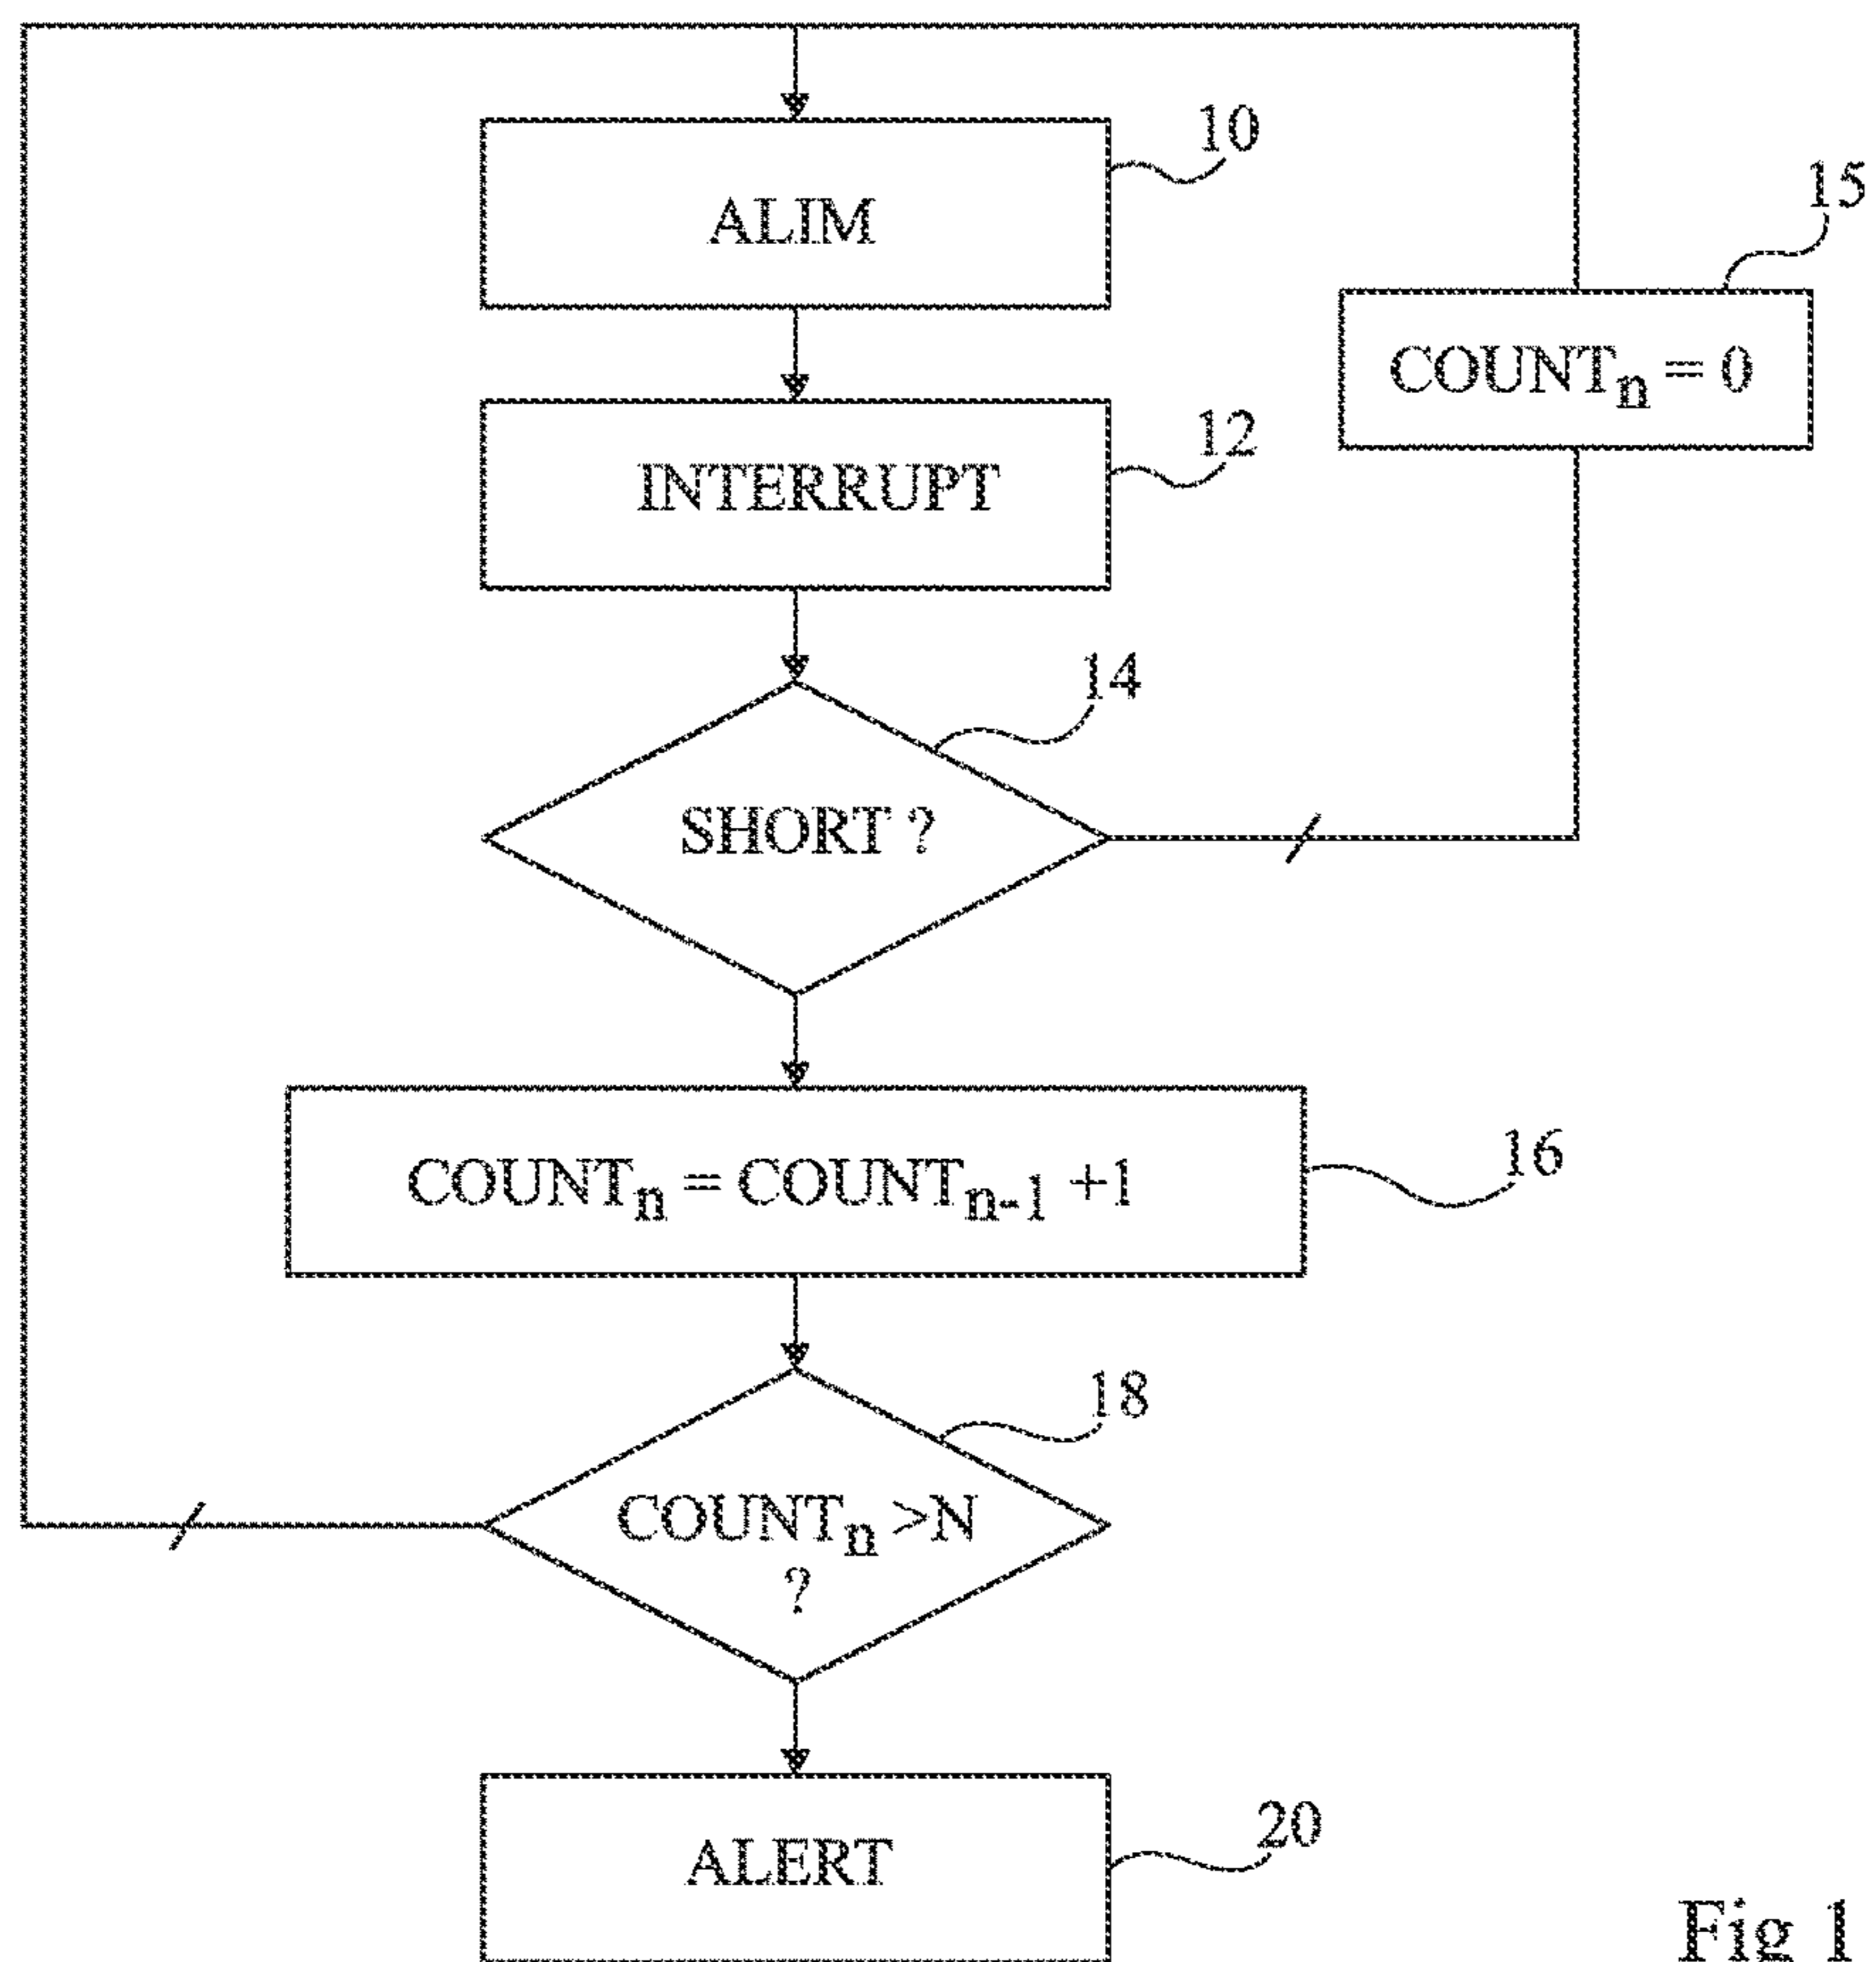 10
ALIM
15
COUNTn = 0
12
INTERRUPT
14
SHORT ?
COUNTn = COUNTn-1 +1
16
18
COUNTn >N
?
20
ALERT
Fig 1